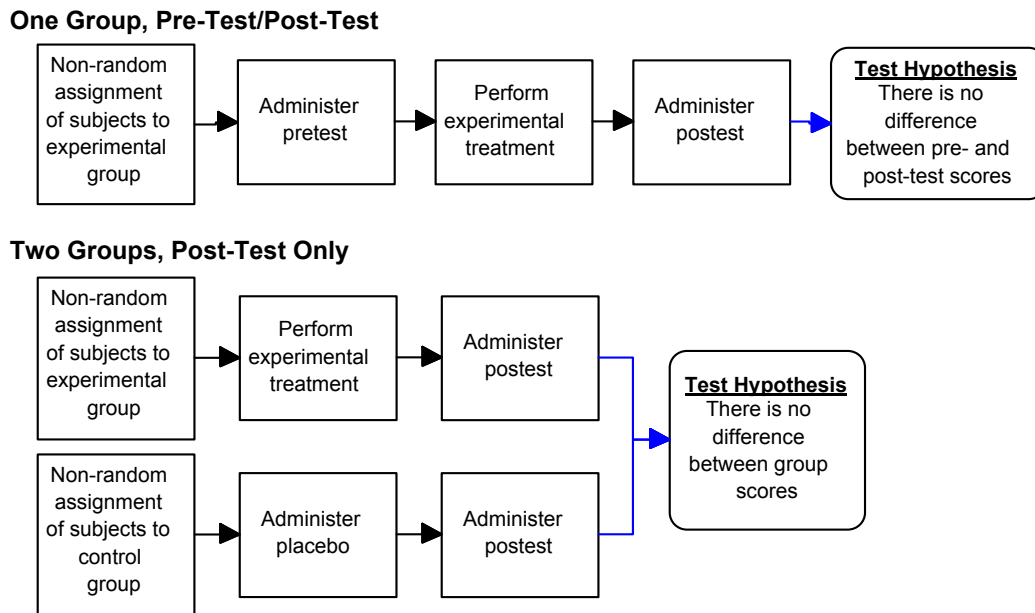 One Group, Pre-Test/Post-Test
Non-random
assignment
of subjects to
experimental
group
Administer
pretest
Perform
experimental
treatment
Administer
postest
Test Hypothesis
There is no
difference
between pre- and
post-test scores
Two Groups, Post-Test Only
Non-random
assignment
of subjects to
experimental
group
Perform
experimental
treatment
Administer
postest
Non-random
assignment
of subjects to
control
group
Administer
placebo
Administer
postest
Test Hypothesis
There is no
difference
between group
scores